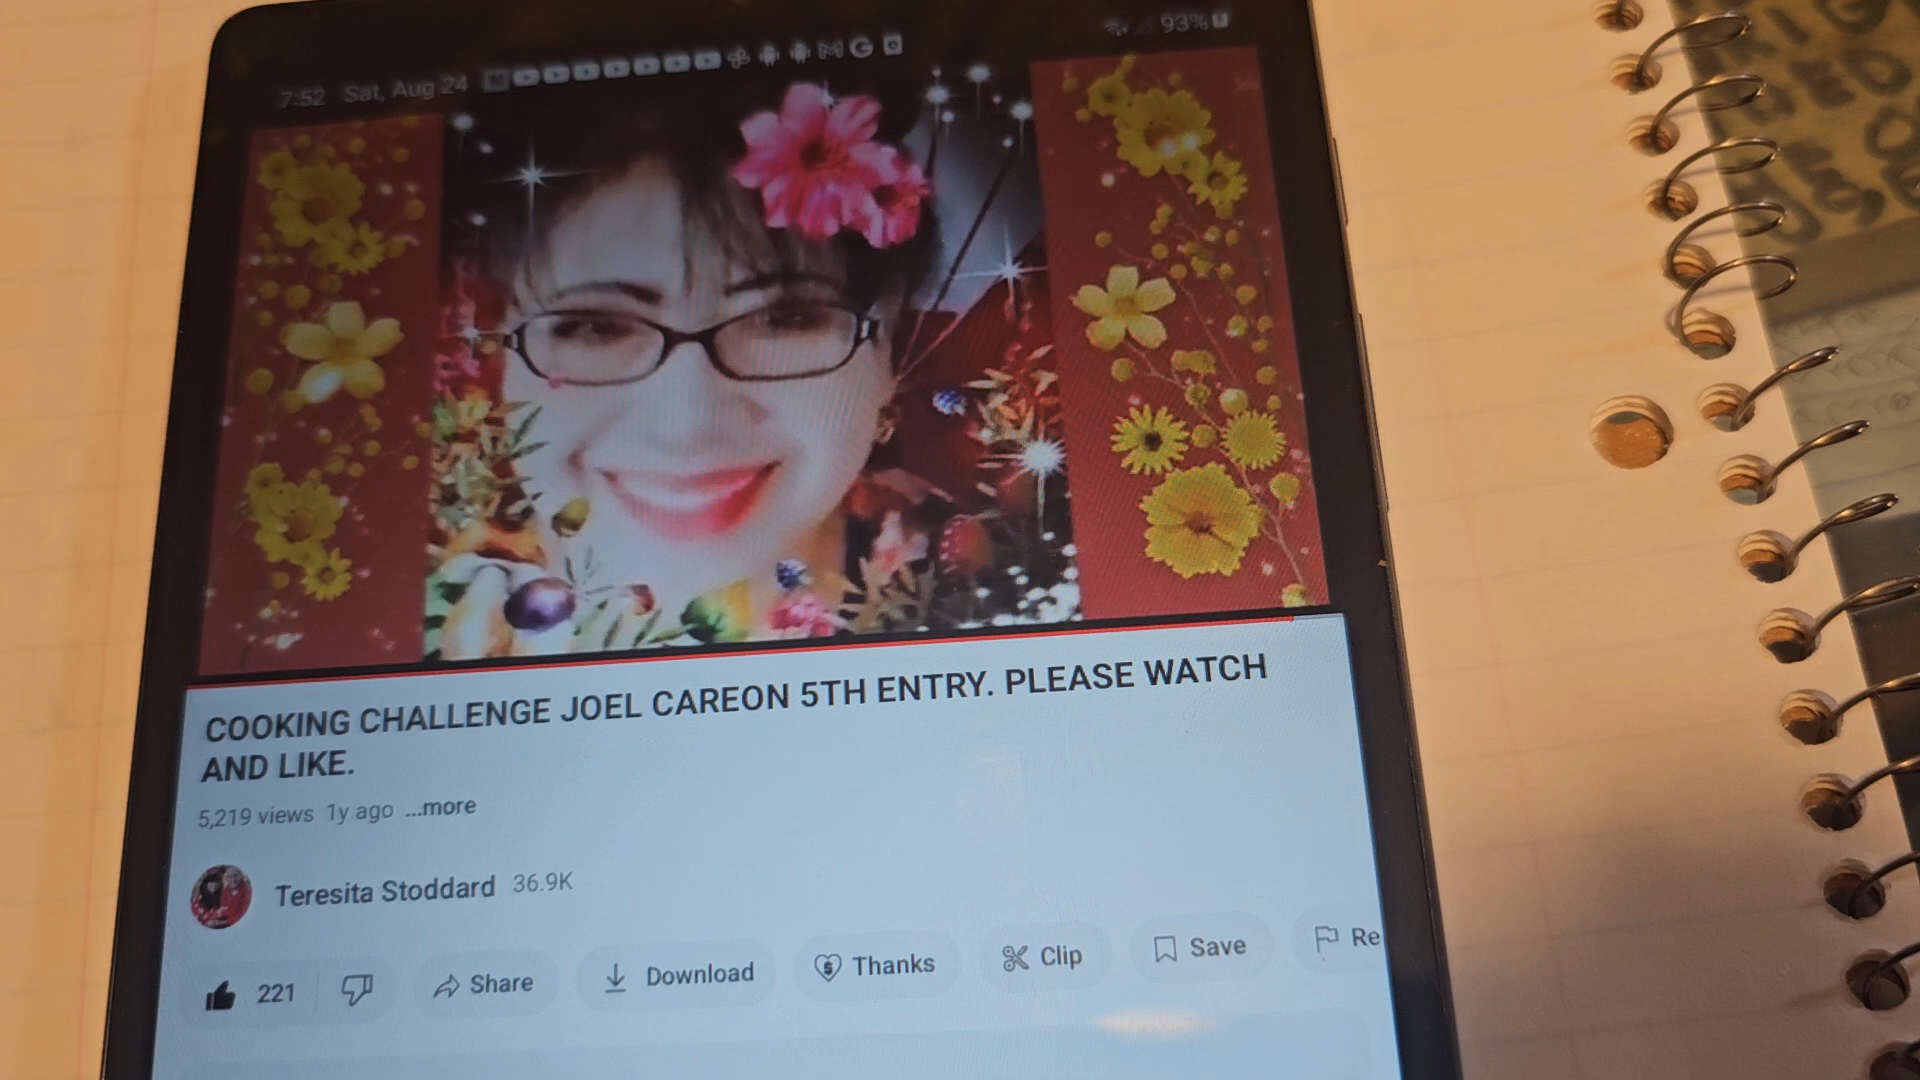 7:52 Sat, Aug 24
93%
COOKING CHALLENGE JOEL CAREON 5TH ENTRY. PLEASE WATCH
AND LIKE.
5,219 views 1y ago ...more
Teresita Stoddard 36.9K
221 Share Download Thanks Clip Save Re